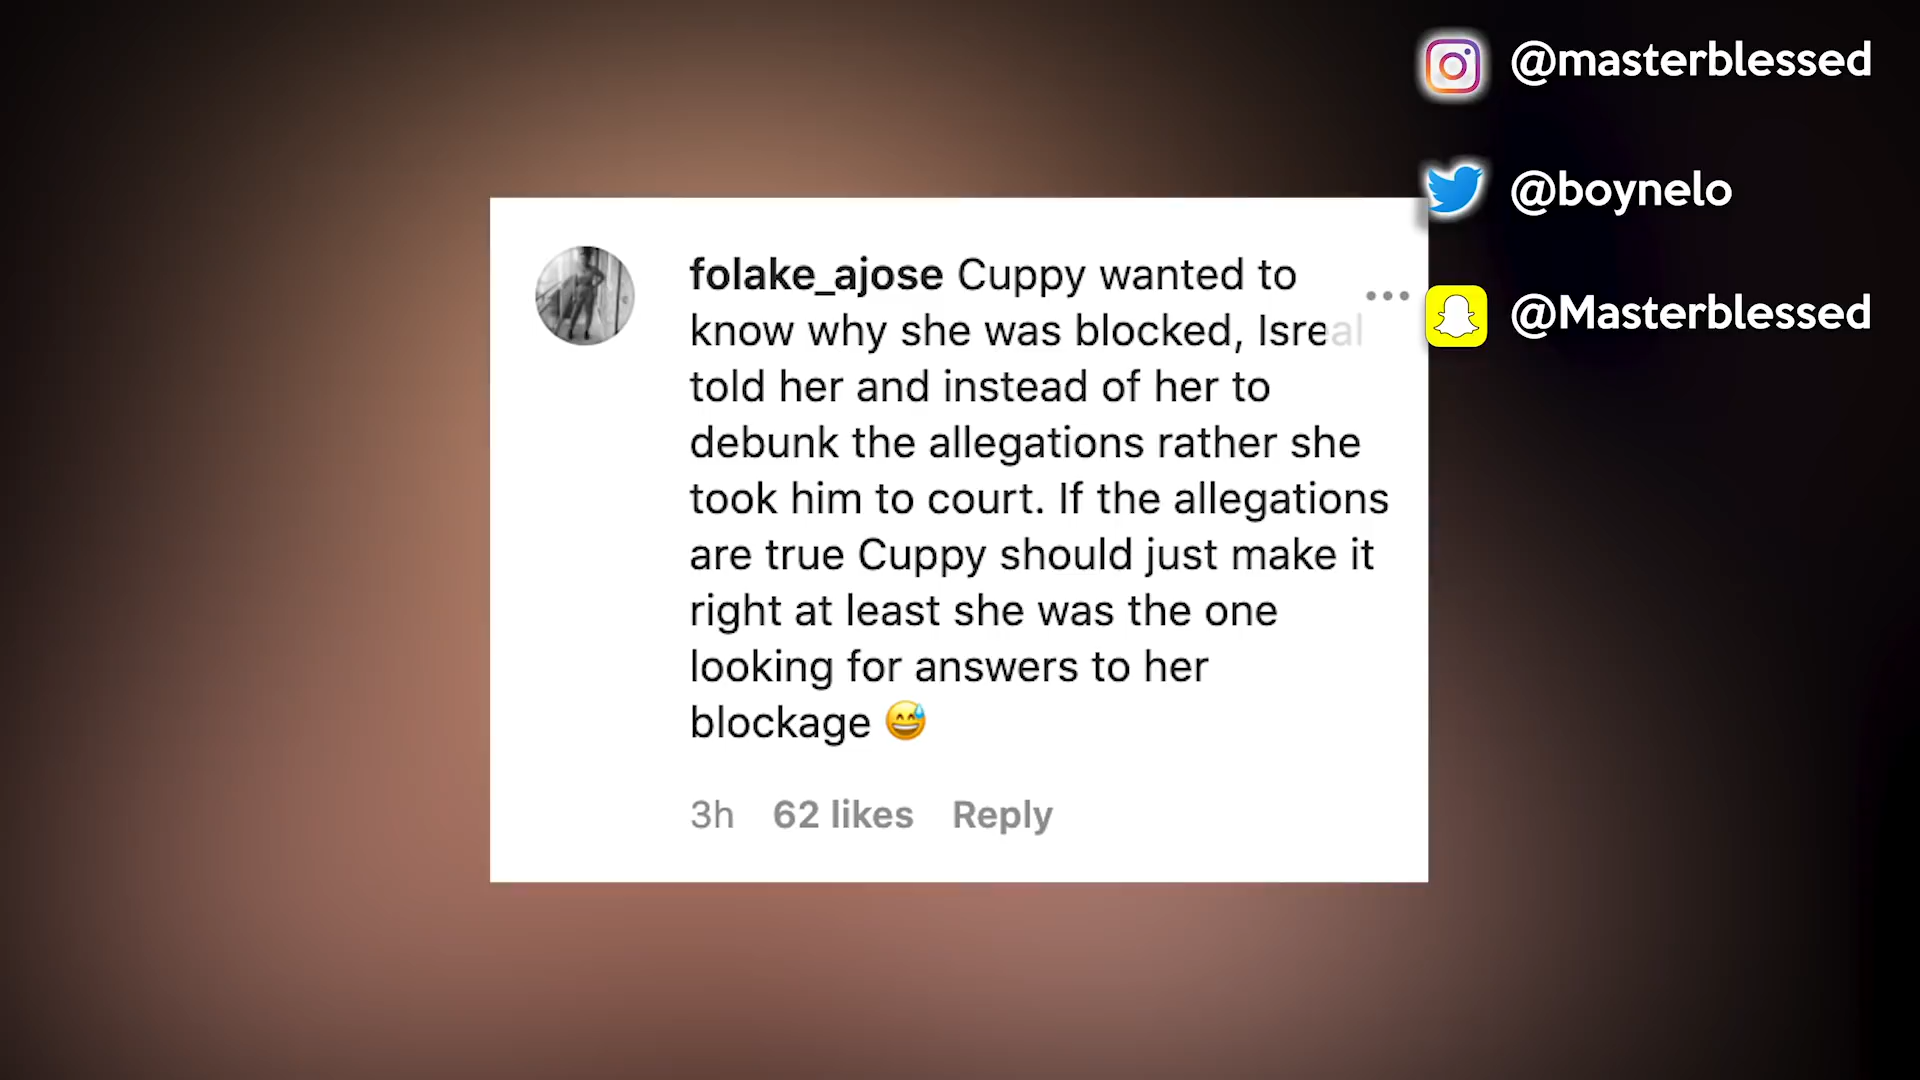 @masterblessed
@boynelo
@Masterblessed
folake_ajose Cuppy wanted to
know why she was blocked, Isreal
told her and instead of her to
debunk the allegations rather she
took him to court. If the allegations
are true Cuppy should just make it
right at least she was the one
looking for answers to her
blockage 😅
3h 62 likes Reply